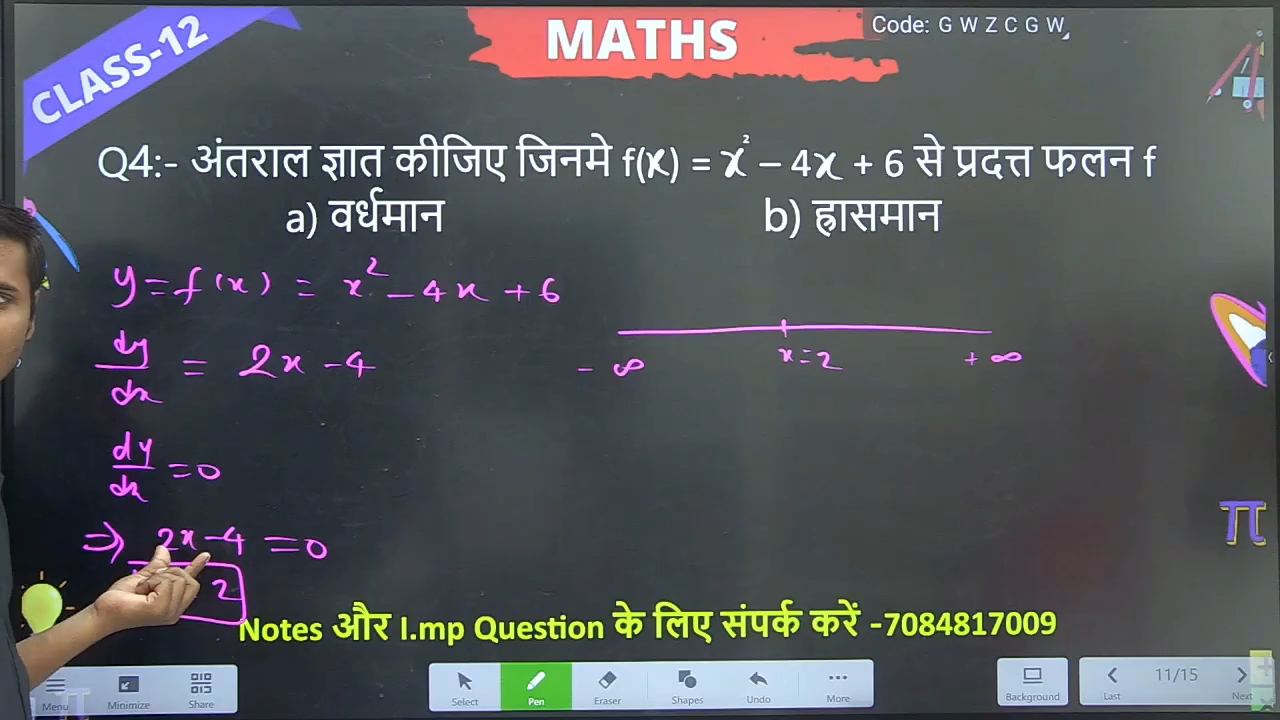 CLASS-12
MATHS
Code: G W Z C G W
Q4:- अंतराल ज्ञात कीजिए जिनमे f(x) = x² – 4x + 6 से प्रदत्त फलन f
a) वर्धमान b) ह्रासमान
y = f(x) = x² - 4x + 6
dy/dx = 2x - 4
- ∞ x = 2 + ∞
dy/dx = 0
⇒ 2x - 4 = 0
2
Notes और I.mp Question के लिए संपर्क करें -7084817009
Menu Minimize Share Select Pen Eraser Shapes Undo More Background Last 11/15 Next
π
π